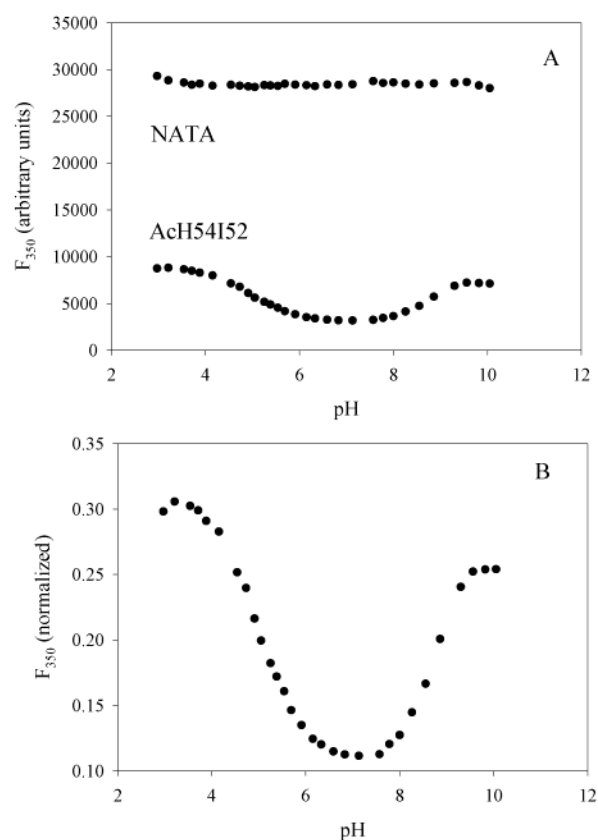 A
35000
30000
25000
20000
15000
10000
5000
0
F350 (arbitrary units)
NATA
AcH54I52
2 4 6 8 10 12
pH
B
0.35
0.30
0.25
0.20
0.15
0.10
F350 (normalized)
2 4 6 8 10 12
pH